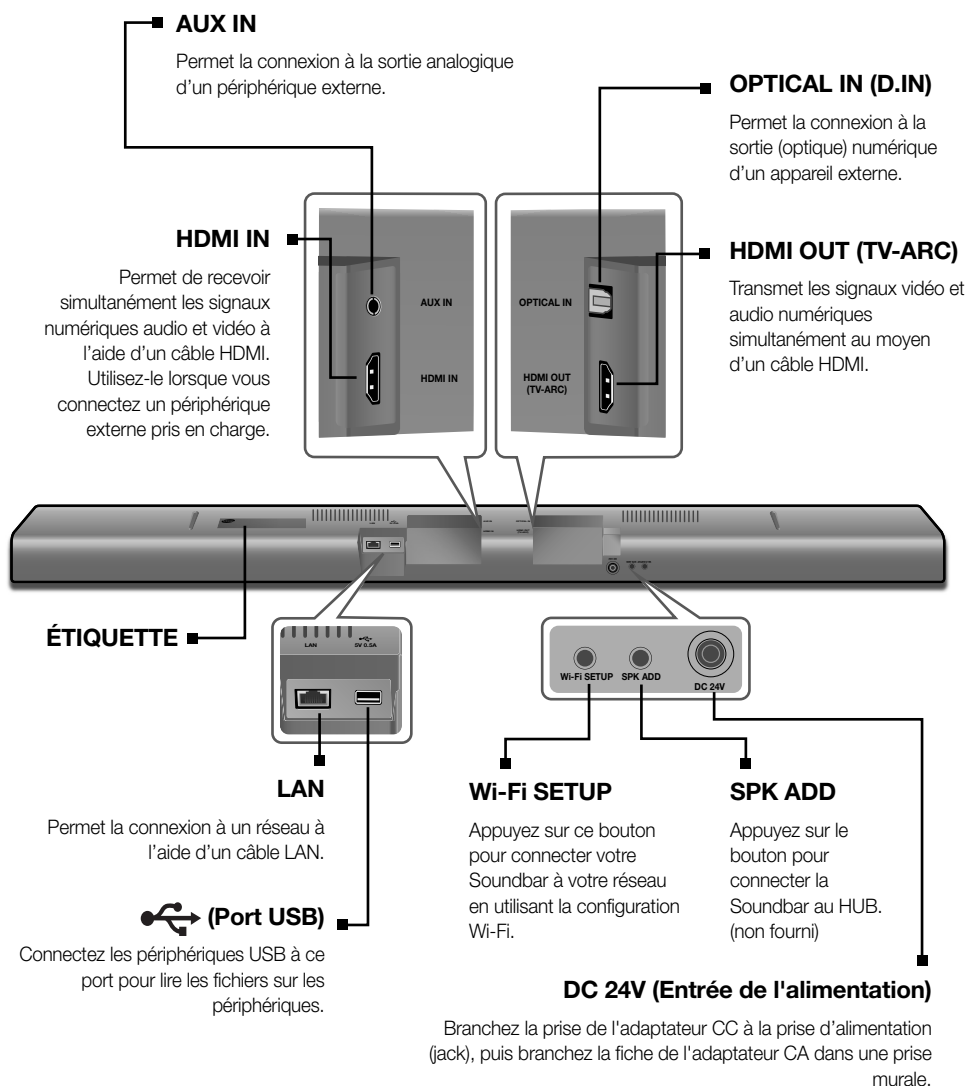 AUX IN
Permet la connexion à la sortie analogique
d’un périphérique externe.
OPTICAL IN (D.IN)
Permet la connexion à la
sortie (optique) numérique
d’un appareil externe.
HDMI IN
Permet de recevoir
simultanément les signaux
numériques audio et vidéo à
l’aide d’un câble HDMI.
Utilisez-le lorsque vous
connectez un périphérique
externe pris en charge.
HDMI OUT (TV-ARC)
Transmet les signaux vidéo et
audio numériques
simultanément au moyen
d’un câble HDMI.
AUX IN
HDMI IN
OPTICAL IN
HDMI OUT
(TV-ARC)
ÉTIQUETTE
LAN
5V 0.5A
Wi-Fi SETUP
SPK ADD
DC 24V
LAN
Permet la connexion à un réseau à
l’aide d’un câble LAN.
(Port USB)
Connectez les périphériques USB à ce
port pour lire les fichiers sur les
périphériques.
Wi-Fi SETUP
Appuyez sur ce bouton
pour connecter votre
Soundbar à votre réseau
en utilisant la configuration
Wi-Fi.
SPK ADD
Appuyez sur le
bouton pour
connecter la
Soundbar au HUB.
(non fourni)
DC 24V (Entrée de l'alimentation)
Branchez la prise de l'adaptateur CC à la prise d’alimentation
(jack), puis branchez la fiche de l'adaptateur CA dans une prise
murale.